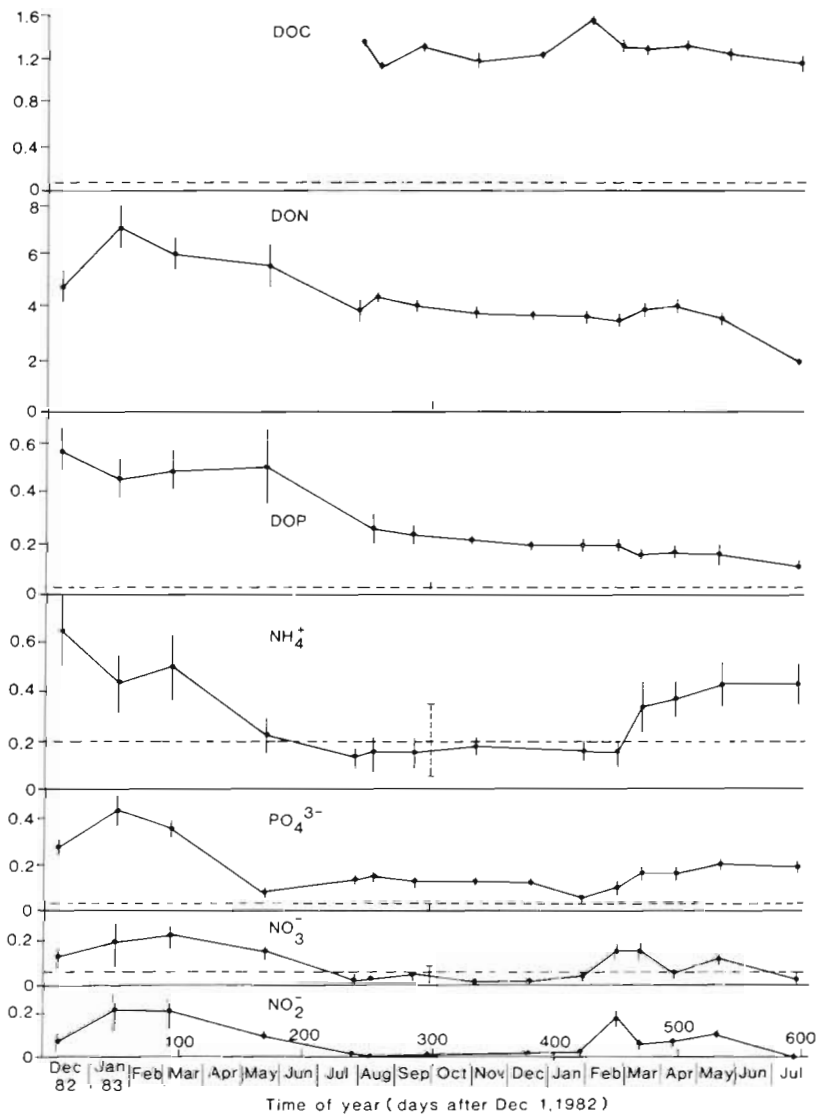 1.6
DOC
1.2
0.8
0.4
0
8
DON
6
4
2
0
0.6
0.4
DOP
0.2
0
0.6
NH₄⁺
0.4
0.2
0
0.4
PO₄³⁻
0.2
0
NO₃⁻
0.2
0
NO₂⁻
0.2
100 200 300 400 500 600
0
Dec Jan Feb Mar Apr May Jun Jul Aug Sep Oct Nov Dec Jan Feb Mar Apr May Jun Jul
82 '83
Time of year (days after Dec 1,1982)